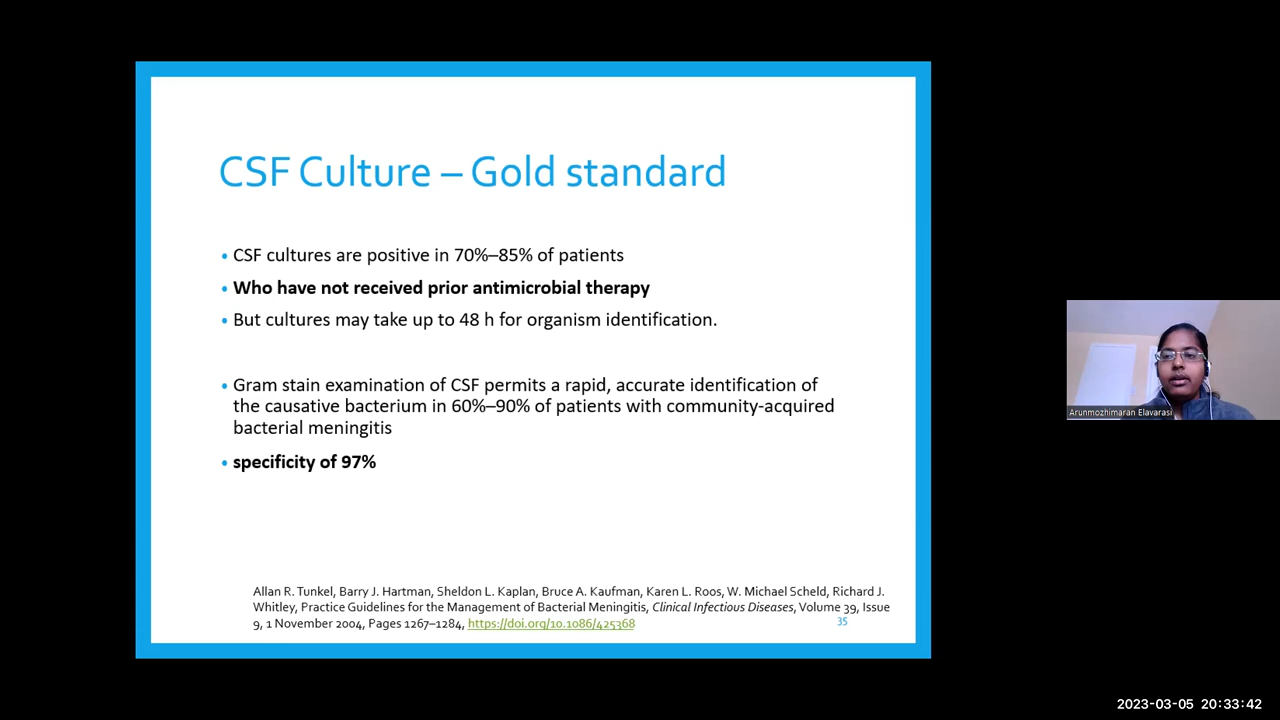 CSF Culture – Gold standard
• CSF cultures are positive in 70%–85% of patients
• Who have not received prior antimicrobial therapy
• But cultures may take up to 48 h for organism identification.
• Gram stain examination of CSF permits a rapid, accurate identification of
the causative bacterium in 60%–90% of patients with community-acquired
bacterial meningitis
• specificity of 97%
Allan R. Tunkel, Barry J. Hartman, Sheldon L. Kaplan, Bruce A. Kaufman, Karen L. Roos, W. Michael Scheld, Richard J.
Whitley, Practice Guidelines for the Management of Bacterial Meningitis, Clinical Infectious Diseases, Volume 39, Issue
9, 1 November 2004, Pages 1267–1284, https://doi.org/10.1086/425368
35
Arunmozhimaran Elavarasi
2023-03-05 20:33:42